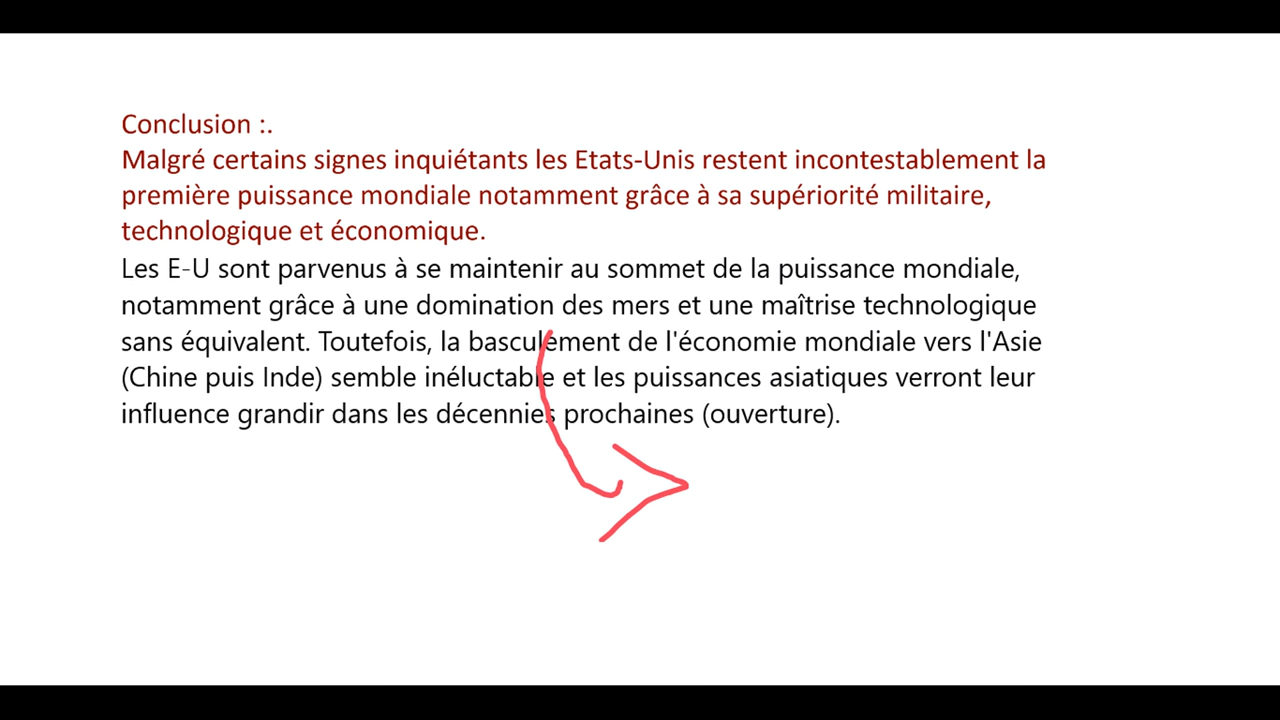 Conclusion :.
Malgré certains signes inquiétants les Etats-Unis restent incontestablement la
première puissance mondiale notamment grâce à sa supériorité militaire,
technologique et économique.
Les E-U sont parvenus à se maintenir au sommet de la puissance mondiale,
notamment grâce à une domination des mers et une maîtrise technologique
sans équivalent. Toutefois, la basculement de l'économie mondiale vers l'Asie
(Chine puis Inde) semble inéluctable et les puissances asiatiques verront leur
influence grandir dans les décennies prochaines (ouverture).